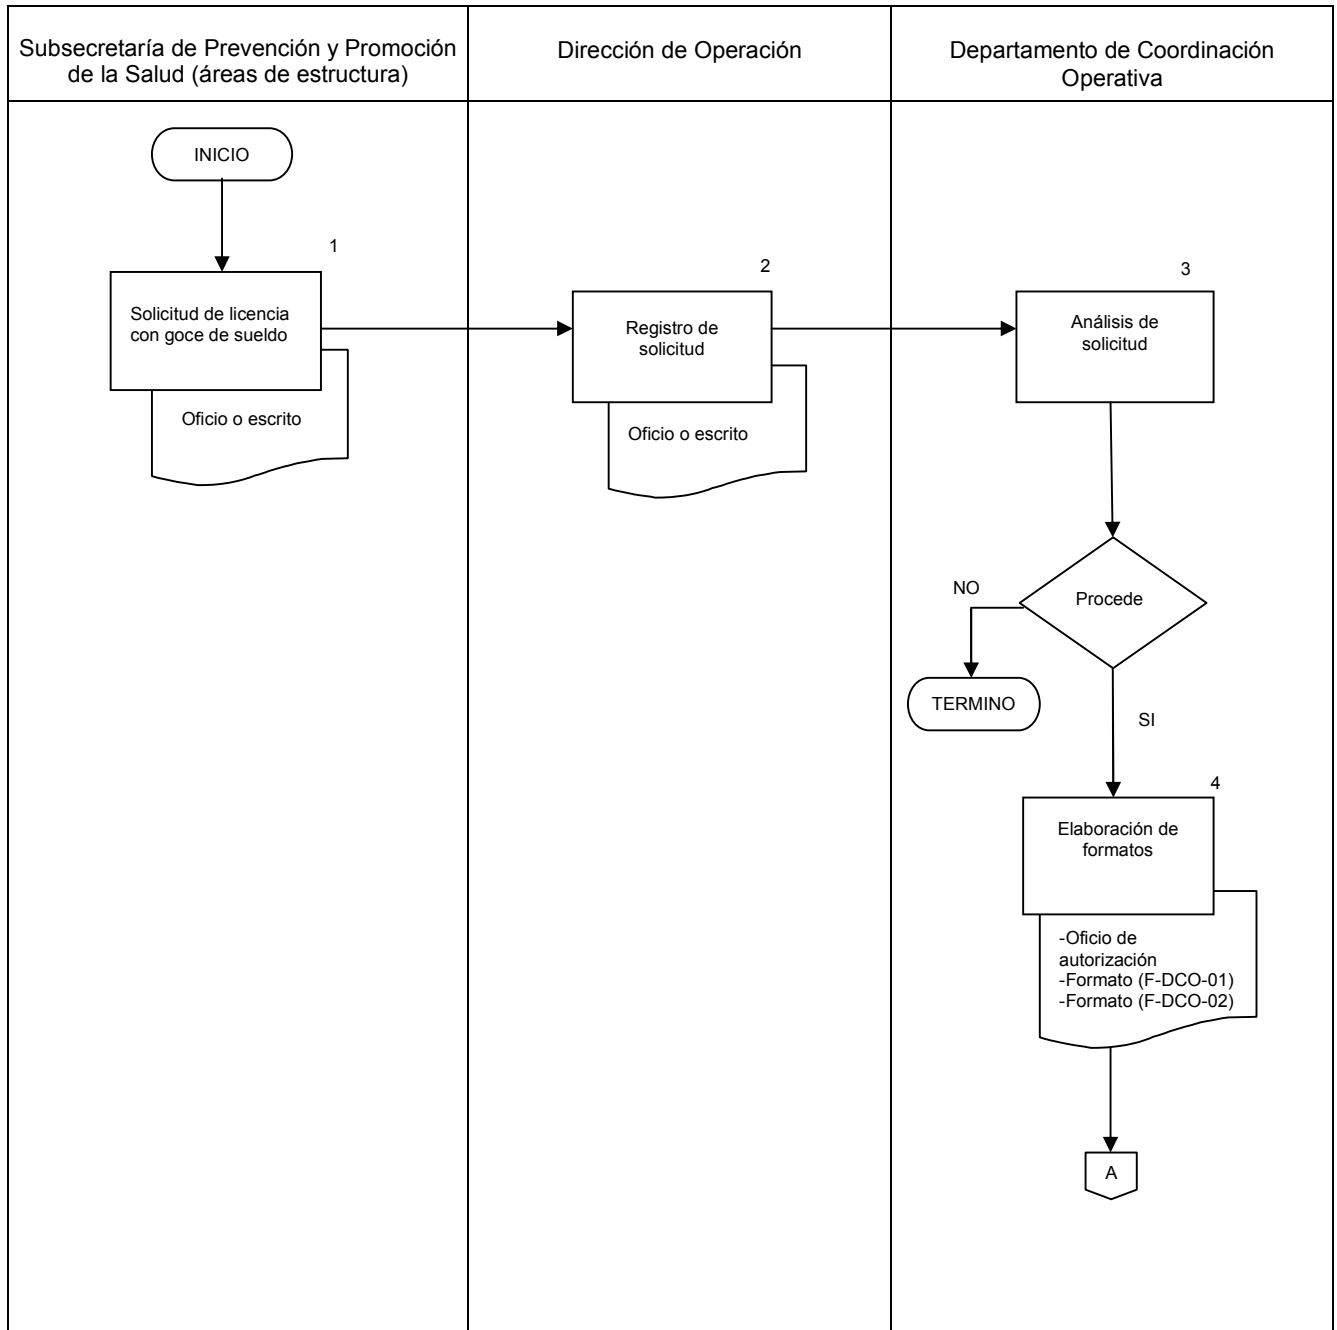 Subsecretaría de Prevención y Promoción
de la Salud (áreas de estructura)
Dirección de Operación
Departamento de Coordinación
Operativa
INICIO
1
Solicitud de licencia
con goce de sueldo
Oficio o escrito
2
Registro de
solicitud
Oficio o escrito
3
Análisis de
solicitud
Procede
NO
TERMINO
SI
4
Elaboración de
formatos
-Oficio de
autorización
-Formato (F-DCO-01)
-Formato (F-DCO-02)
A